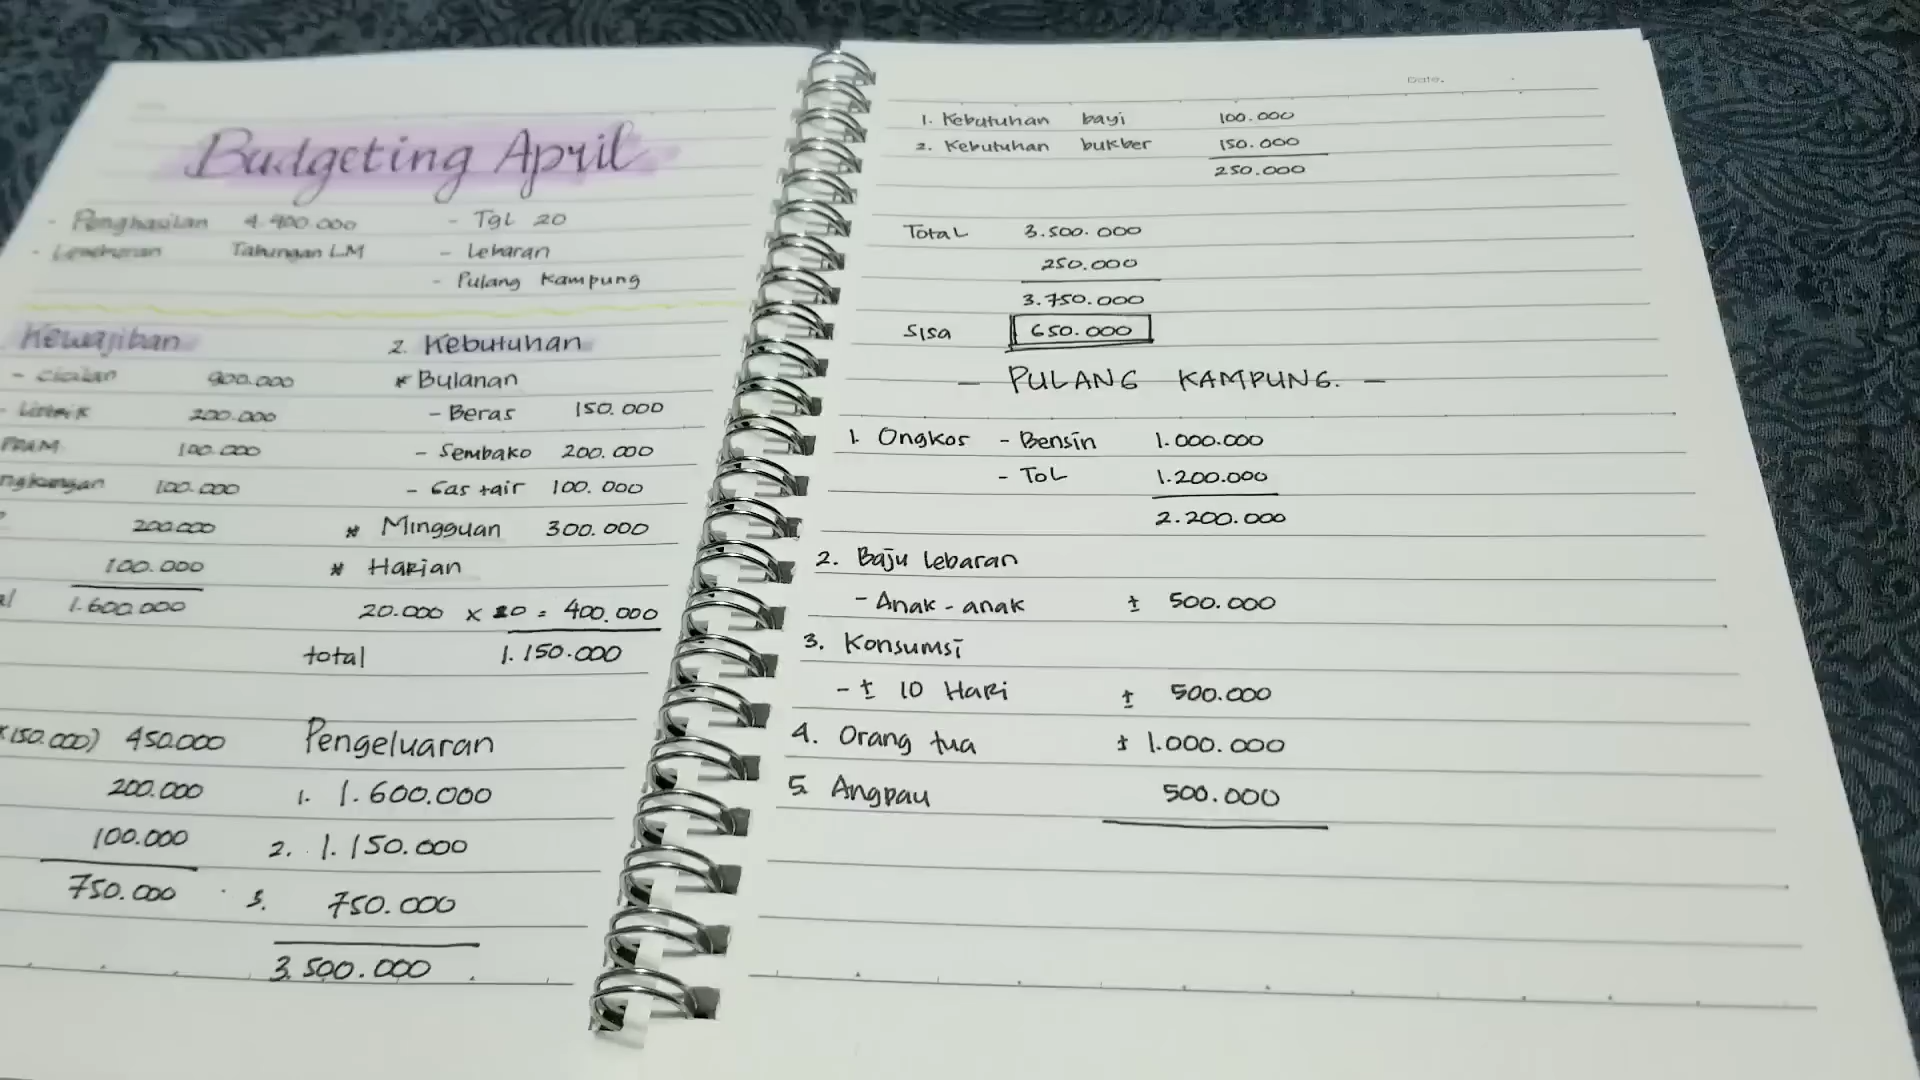 Budgeting April
- Penghasilan 4.400.000
- Tabungan LM
- Tgl 20
- Lebaran
- Pulang Kampung
Kewajiban
- Cicilan 900.000
- Listrik 200.000
PDAM 100.000
100.000
200.000
100.000
1.600.000
2. Kebutuhan
* Bulanan
- Beras 150.000
- Sembako 200.000
- Gas + air 100.000
* Mingguan 300.000
* Harian
20.000 x 20 = 400.000
total 1.150.000
(150.000) 450.000
200.000
100.000
750.000
Pengeluaran
1. 1.600.000
2. 1.150.000
3. 750.000
3.500.000
Date.
1. Kebutuhan bayi 100.000
2. Kebutuhan bukber 150.000
250.000
Total 3.500.000
250.000
3.750.000
Sisa 650.000
- PULANG KAMPUNG. -
1. Ongkos - Bensin 1.000.000
- Tol 1.200.000
2.200.000
2. Baju lebaran
- Anak-anak ± 500.000
3. Konsumsi
- ± 10 Hari ± 500.000
4. Orang tua ± 1.000.000
5. Angpau 500.000